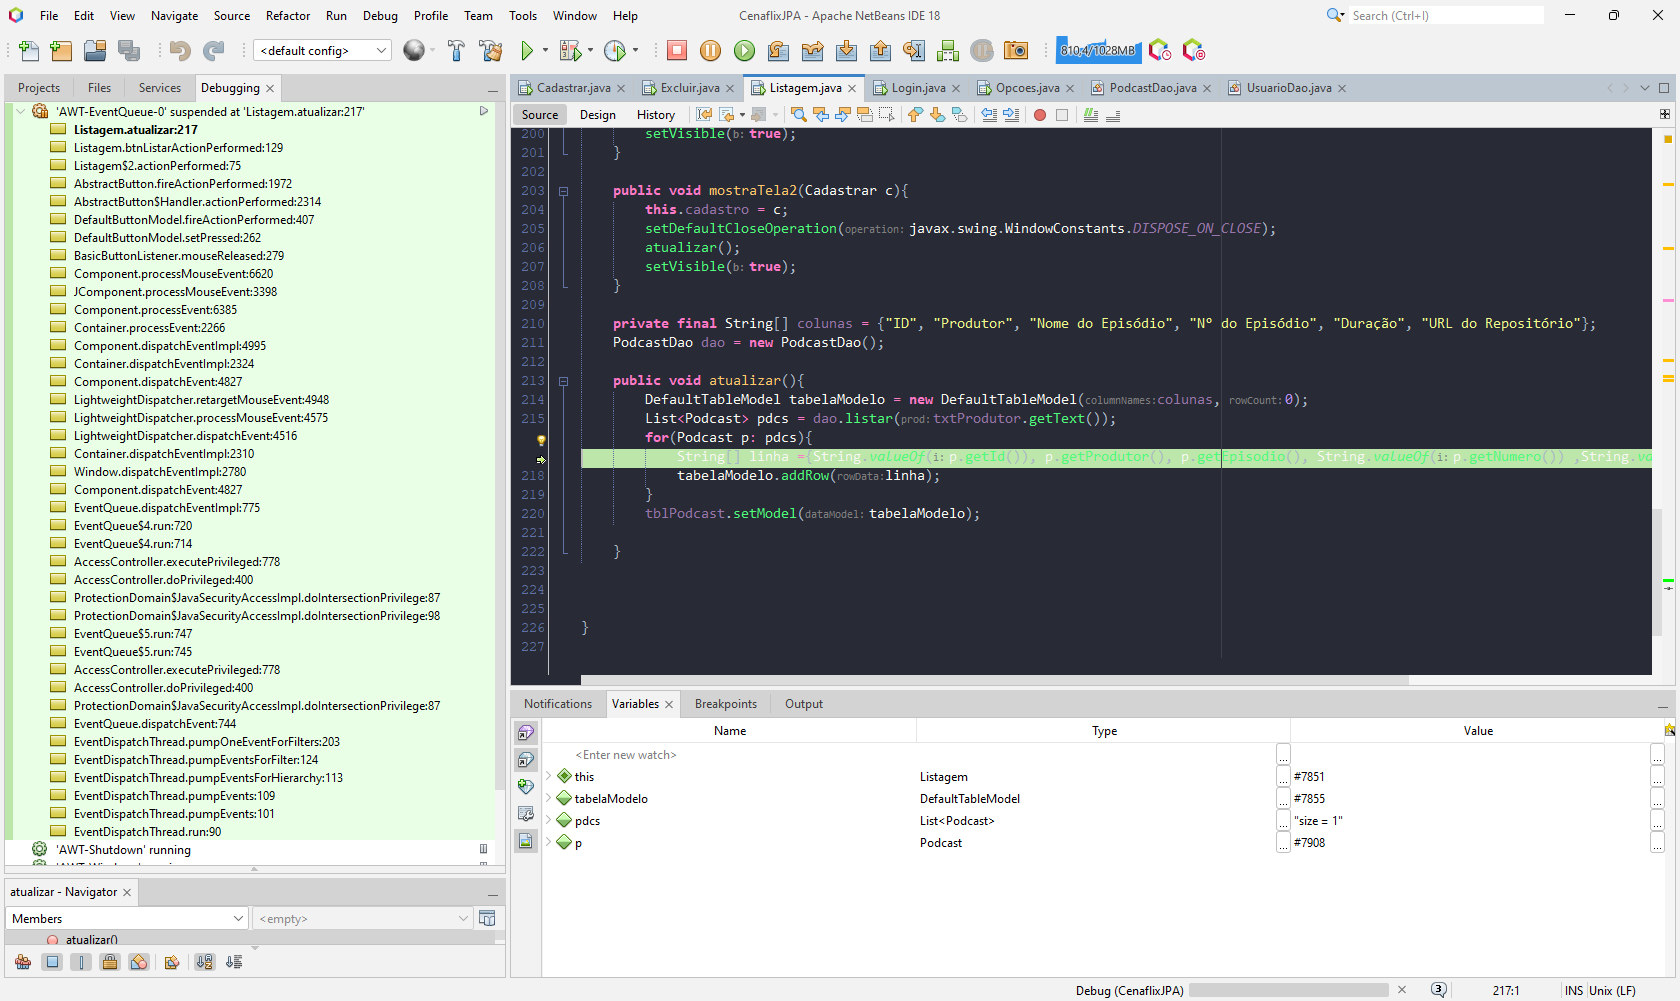 File Edit View Navigate Source Refactor Run Debug Profile Team Tools Window Help
CenaflixJPA - Apache NetBeans IDE 18
Search (Ctrl+I)
<default config>
810,4/1028MB
Projects Files Services Debugging
'AWT-EventQueue-0' suspended at 'Listagem.atualizar:217'
Listagem.atualizar:217
Listagem.btnListarActionPerformed:129
Listagem$2.actionPerformed:75
AbstractButton.fireActionPerformed:1972
AbstractButton$Handler.actionPerformed:2314
DefaultButtonModel.fireActionPerformed:407
DefaultButtonModel.setPressed:262
BasicButtonListener.mouseReleased:279
Component.processMouseEvent:6620
JComponent.processMouseEvent:3398
Component.processEvent:6385
Container.processEvent:2266
Component.dispatchEventImpl:4995
Container.dispatchEventImpl:2324
Component.dispatchEvent:4827
LightweightDispatcher.retargetMouseEvent:4948
LightweightDispatcher.processMouseEvent:4575
LightweightDispatcher.dispatchEvent:4516
Container.dispatchEventImpl:2310
Window.dispatchEventImpl:2780
Component.dispatchEvent:4827
EventQueue.dispatchEventImpl:775
EventQueue$4.run:720
EventQueue$4.run:714
AccessController.executePrivileged:778
AccessController.doPrivileged:400
ProtectionDomain$JavaSecurityAccessImpl.doIntersectionPrivilege:87
ProtectionDomain$JavaSecurityAccessImpl.doIntersectionPrivilege:98
EventQueue$5.run:747
EventQueue$5.run:745
AccessController.executePrivileged:778
AccessController.doPrivileged:400
ProtectionDomain$JavaSecurityAccessImpl.doIntersectionPrivilege:87
EventQueue.dispatchEvent:744
EventDispatchThread.pumpOneEventForFilters:203
EventDispatchThread.pumpEventsForFilter:124
EventDispatchThread.pumpEventsForHierarchy:113
EventDispatchThread.pumpEvents:109
EventDispatchThread.pumpEvents:101
EventDispatchThread.run:90
'AWT-Shutdown' running
atualizar - Navigator
Members <empty>
atualizar()
Cadastrar.java Excluir.java Listagem.java Login.java Opcoes.java PodcastDao.java UsuarioDao.java
Source Design History
200 setVisible(b: true);
201 }
202
203 public void mostraTela2(Cadastrar c){
204 this.cadastro = c;
205 setDefaultCloseOperation(operation: javax.swing.WindowConstants.DISPOSE_ON_CLOSE);
206 atualizar();
207 setVisible(b: true);
208 }
209
210 private final String[] colunas = {"ID", "Produtor", "Nome do Episódio", "Nº do Episódio", "Duração", "URL do Repositório"};
211 PodcastDao dao = new PodcastDao();
212
213 public void atualizar(){
214 DefaultTableModel tabelaModelo = new DefaultTableModel(columnNames:colunas, rowCount:0);
215 List<Podcast> pdcs = dao.listar(prod:txtProdutor.getText());
for(Podcast p: pdcs){
String[] linha ={String.valueOf(i: p.getId()), p.getProdutor(), p.getEpisodio(), String.valueOf(i: p.getNumero()) ,String.va
218 tabelaModelo.addRow(rowData:linha);
219 }
220 tblPodcast.setModel(dataModel: tabelaModelo);
221
222 }
223
224
225
226 }
227
Notifications Variables Breakpoints Output
Name Type Value
<Enter new watch> ... ...
this Listagem ... #7851 ...
tabelaModelo DefaultTableModel ... #7855 ...
pdcs List<Podcast> ... "size = 1" ...
p Podcast ... #7908 ...
Debug (CenaflixJPA) 3 217:1 INS Unix (LF)